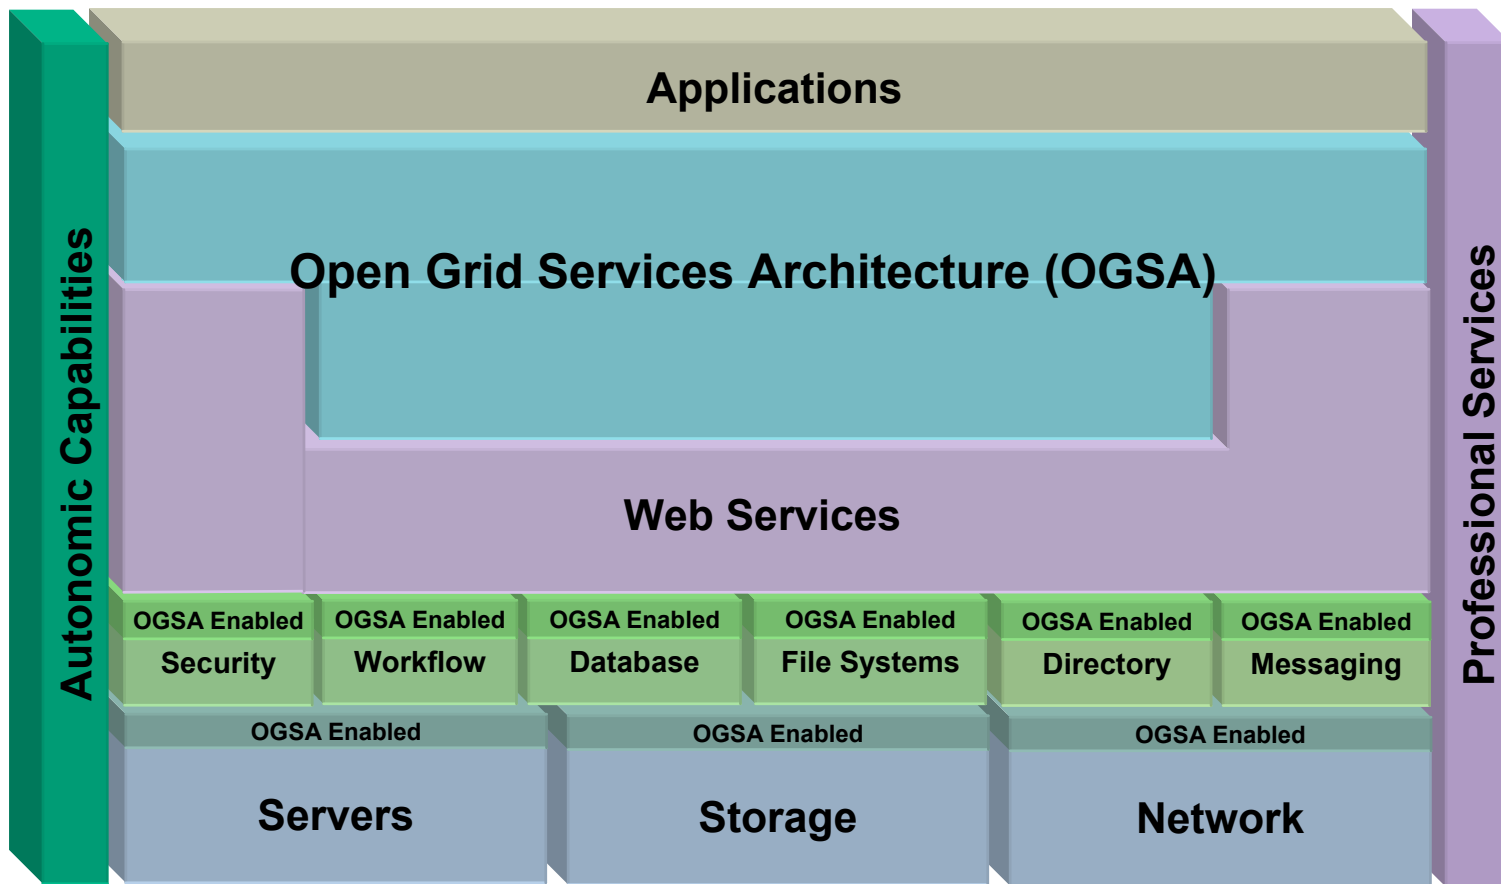 Applications
Autonomic Capabilities
Open Grid Services Architecture (OGSA)
Professional Services
Web Services
OGSA Enabled
Security
OGSA Enabled
Workflow
OGSA Enabled
Database
OGSA Enabled
File Systems
OGSA Enabled
Directory
OGSA Enabled
Messaging
OGSA Enabled
Servers
OGSA Enabled
Storage
OGSA Enabled
Network